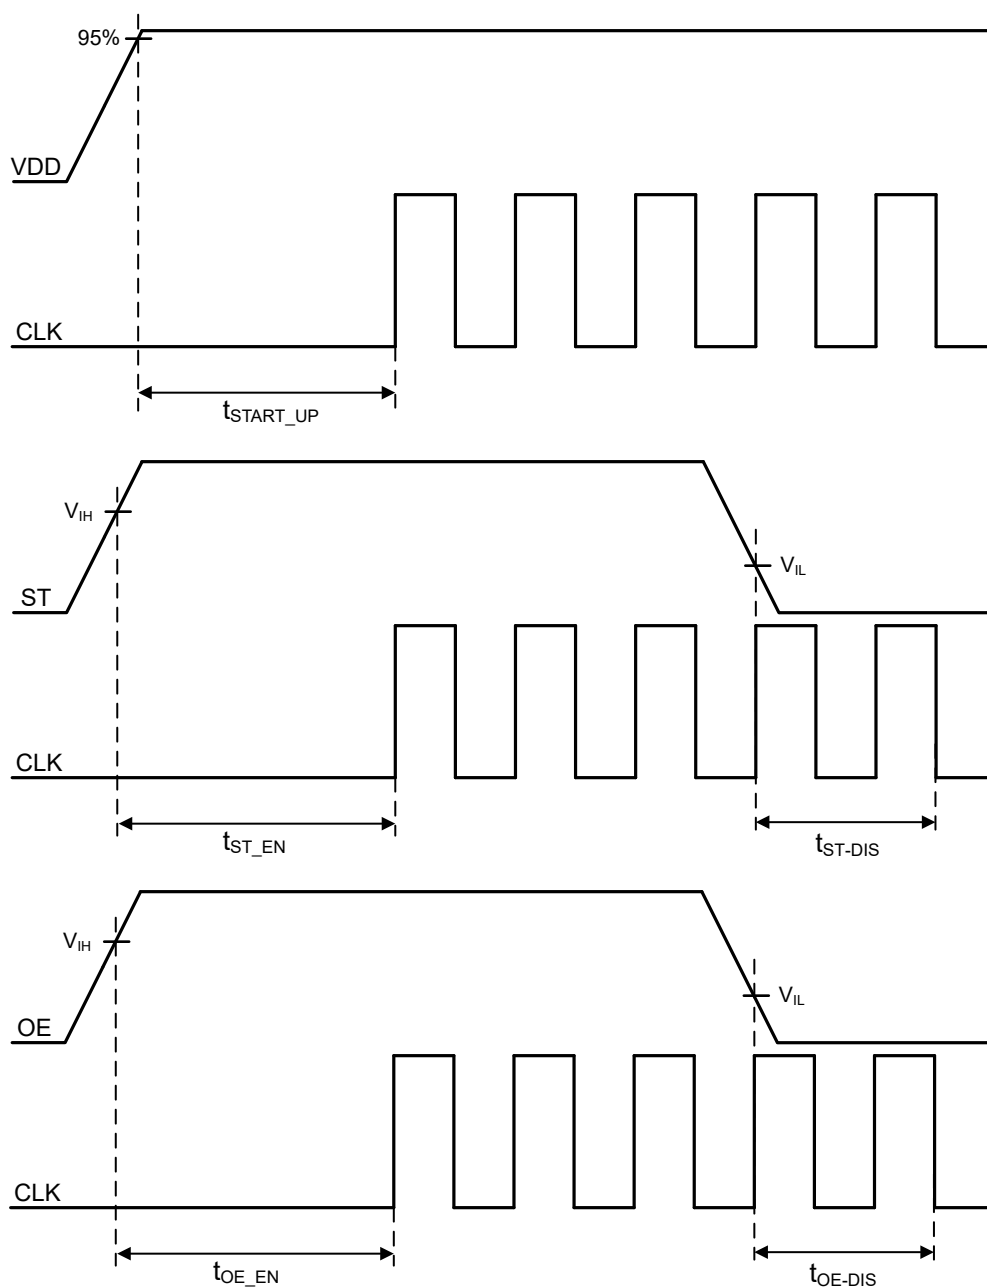 95%
VDD
CLK
tSTART_UP
VIH
VIL
ST
CLK
tST_EN
tST-DIS
VIH
VIL
OE
CLK
tOE_EN
tOE-DIS